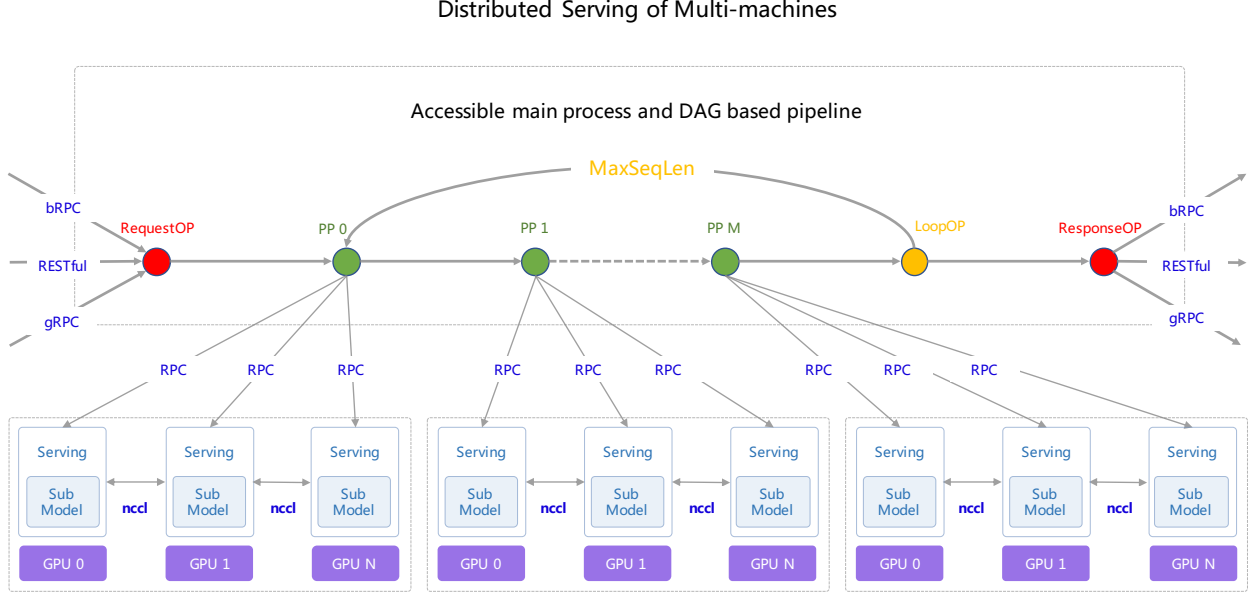 Distributed Serving of Multi-machines
Accessible main process and DAG based pipeline
MaxSeqLen
bRPC
RESTful
gRPC
RequestOP
PP 0
PP 1
PP M
LoopOP
ResponseOP
bRPC
RESTful
gRPC
RPC RPC RPC RPC RPC RPC RPC RPC RPC
Serving Serving Serving Serving Serving Serving Serving Serving Serving
Sub Sub Sub Sub Sub Sub Sub Sub Sub
Model Model Model Model Model Model Model Model Model
nccl nccl nccl nccl nccl nccl
GPU 0 GPU 1 GPU N GPU 0 GPU 1 GPU N GPU 0 GPU 1 GPU N